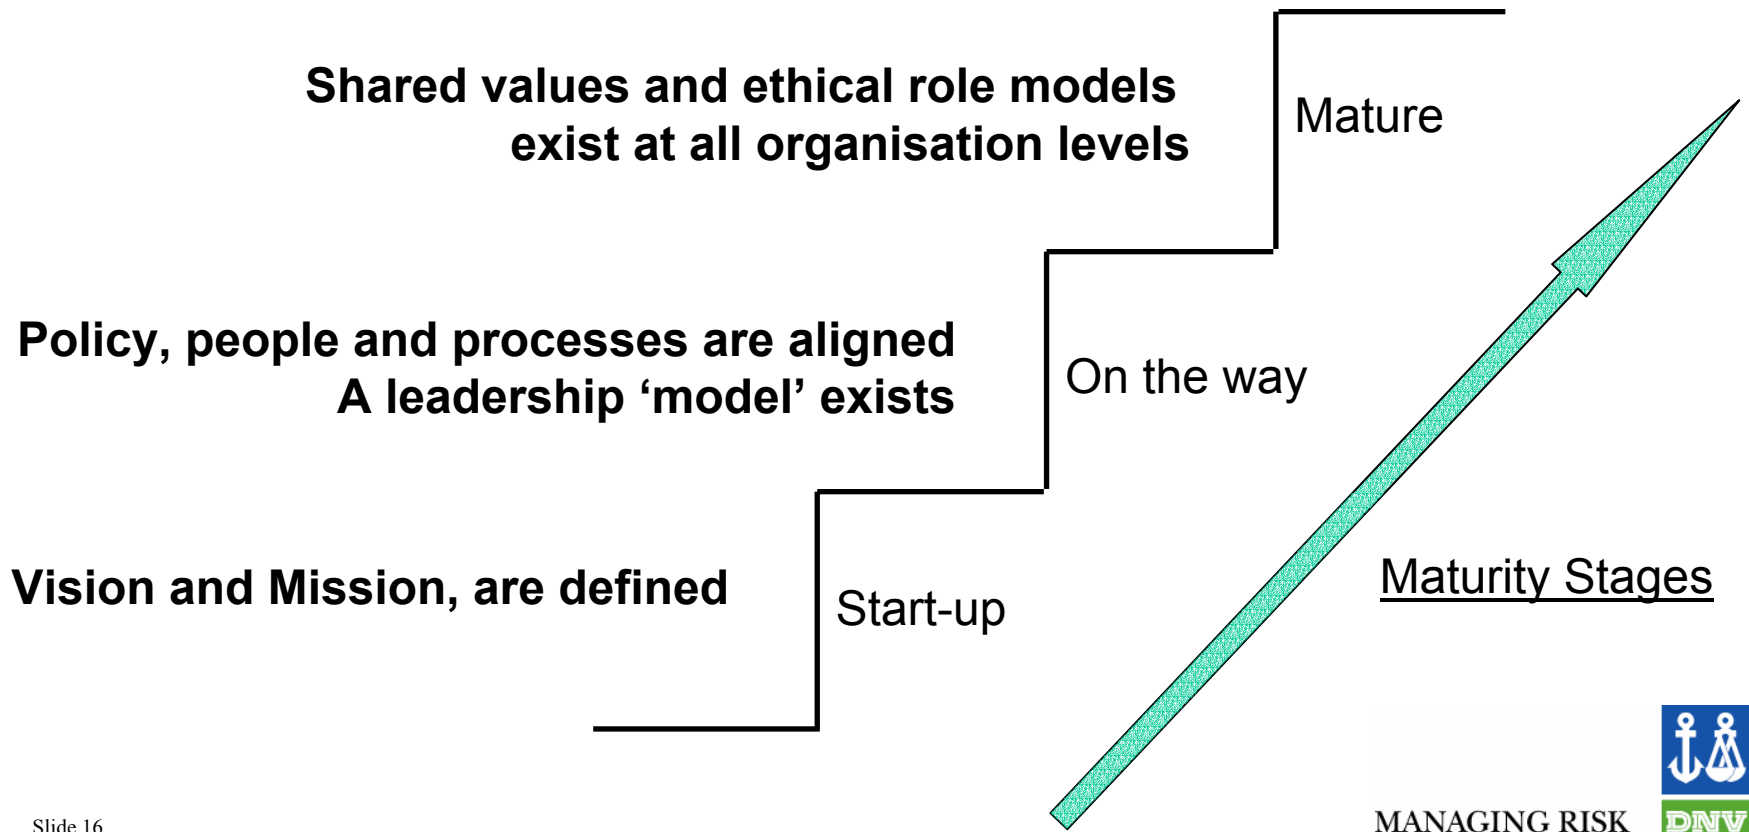 Shared values and ethical role models
exist at all organisation levels
Mature
Policy, people and processes are aligned
A leadership ‘model’ exists
On the way
Vision and Mission, are defined
Start-up
Maturity Stages
Slide 16
MANAGING RISK
DNV